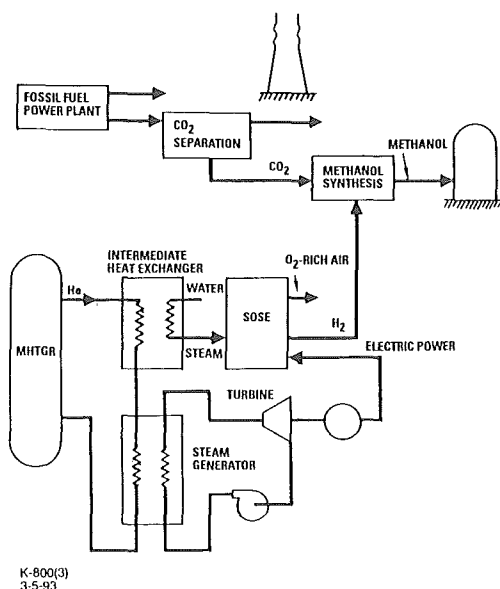 FOSSIL FUEL
POWER PLANT
CO2
SEPARATION
CO2
METHANOL
SYNTHESIS
METHANOL
INTERMEDIATE
HEAT EXCHANGER
He
WATER
STEAM
SOSE
O2-RICH AIR
H2
MHTGR
ELECTRIC POWER
TURBINE
STEAM
GENERATOR
K-800(3)
3-5-93